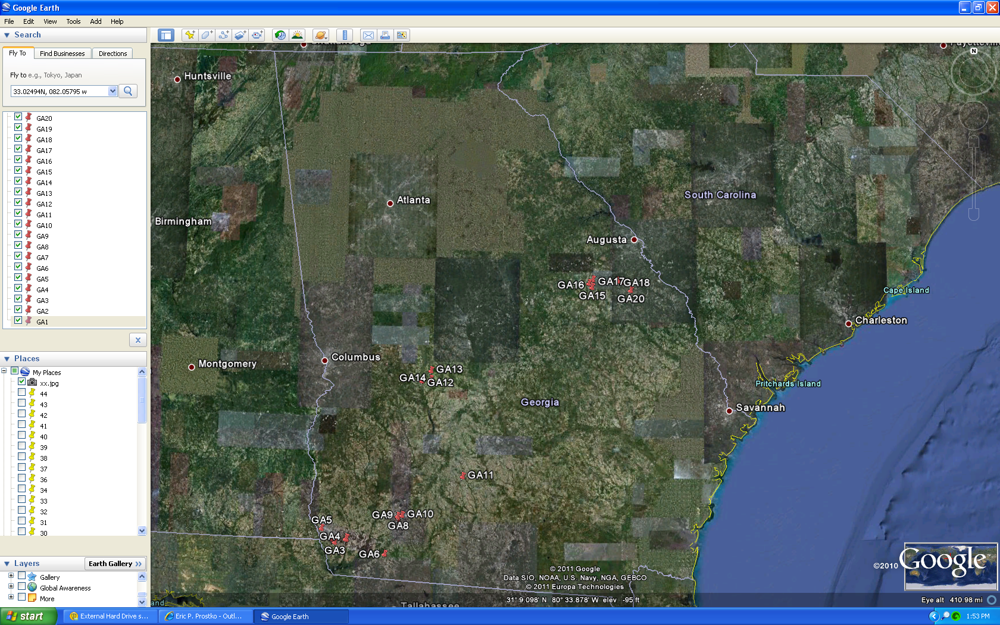 Google Earth
File Edit View Tools Add Help
Search
Fly To Find Businesses Directions
Fly to e.g., Tokyo, Japan
33.02494N, 082.05795 w
GA20
GA19
GA18
GA17
GA16
GA15
GA14
GA13
GA12
GA11
GA10
GA9
GA8
GA7
GA6
GA5
GA4
GA3
GA2
GA1
Places
My Places
xx.jpg
44
43
42
41
40
39
38
37
36
34
33
32
31
30
Layers
Earth Gallery >>
Gallery
Global Awareness
More
Chattanooga
Fayetteville
N
Huntsville
South Carolina
Atlanta
Birmingham
Augusta
GA16 GA17 GA18
GA15 GA20
Cape Island
Charleston
Columbus
Montgomery
GA14 GA13
GA12
Pritchards Island
Georgia
Savannah
GA11
GA9 GA10
GA8
GA5
GA4
GA3
GA6
© 2011 Google
Data SIO, NOAA, U.S. Navy, NGA, GEBCO
© 2011 Europa Technologies
©2010 Google™
31° 9.098' N 80° 33.878' W elev -95 ft
Eye alt 410.98 mi
Tallahassee
and
start
External Hard Drive s...
Eric P. Prostko - Outl...
Google Earth
1:53 PM